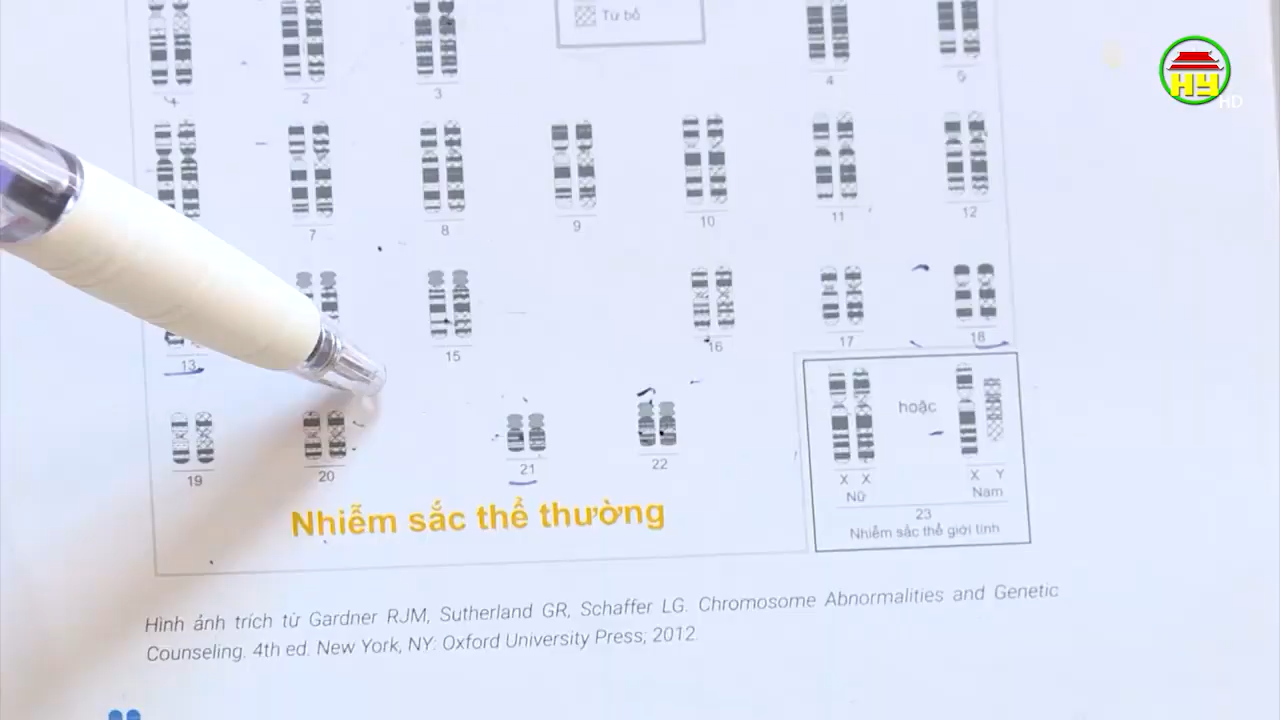 Từ bố
HY
HD
1
2
3
4
5
7
8
9
10
11
12
13
15
16
17
18
19
20
21
22
hoặc
X X
X Y
Nữ
Nam
23
Nhiễm sắc thể giới tính
Nhiễm sắc thể thường
Hình ảnh trích từ Gardner RJM, Sutherland GR, Schaffer LG. Chromosome Abnormalities and Genetic
Counseling. 4th ed. New York, NY: Oxford University Press; 2012.